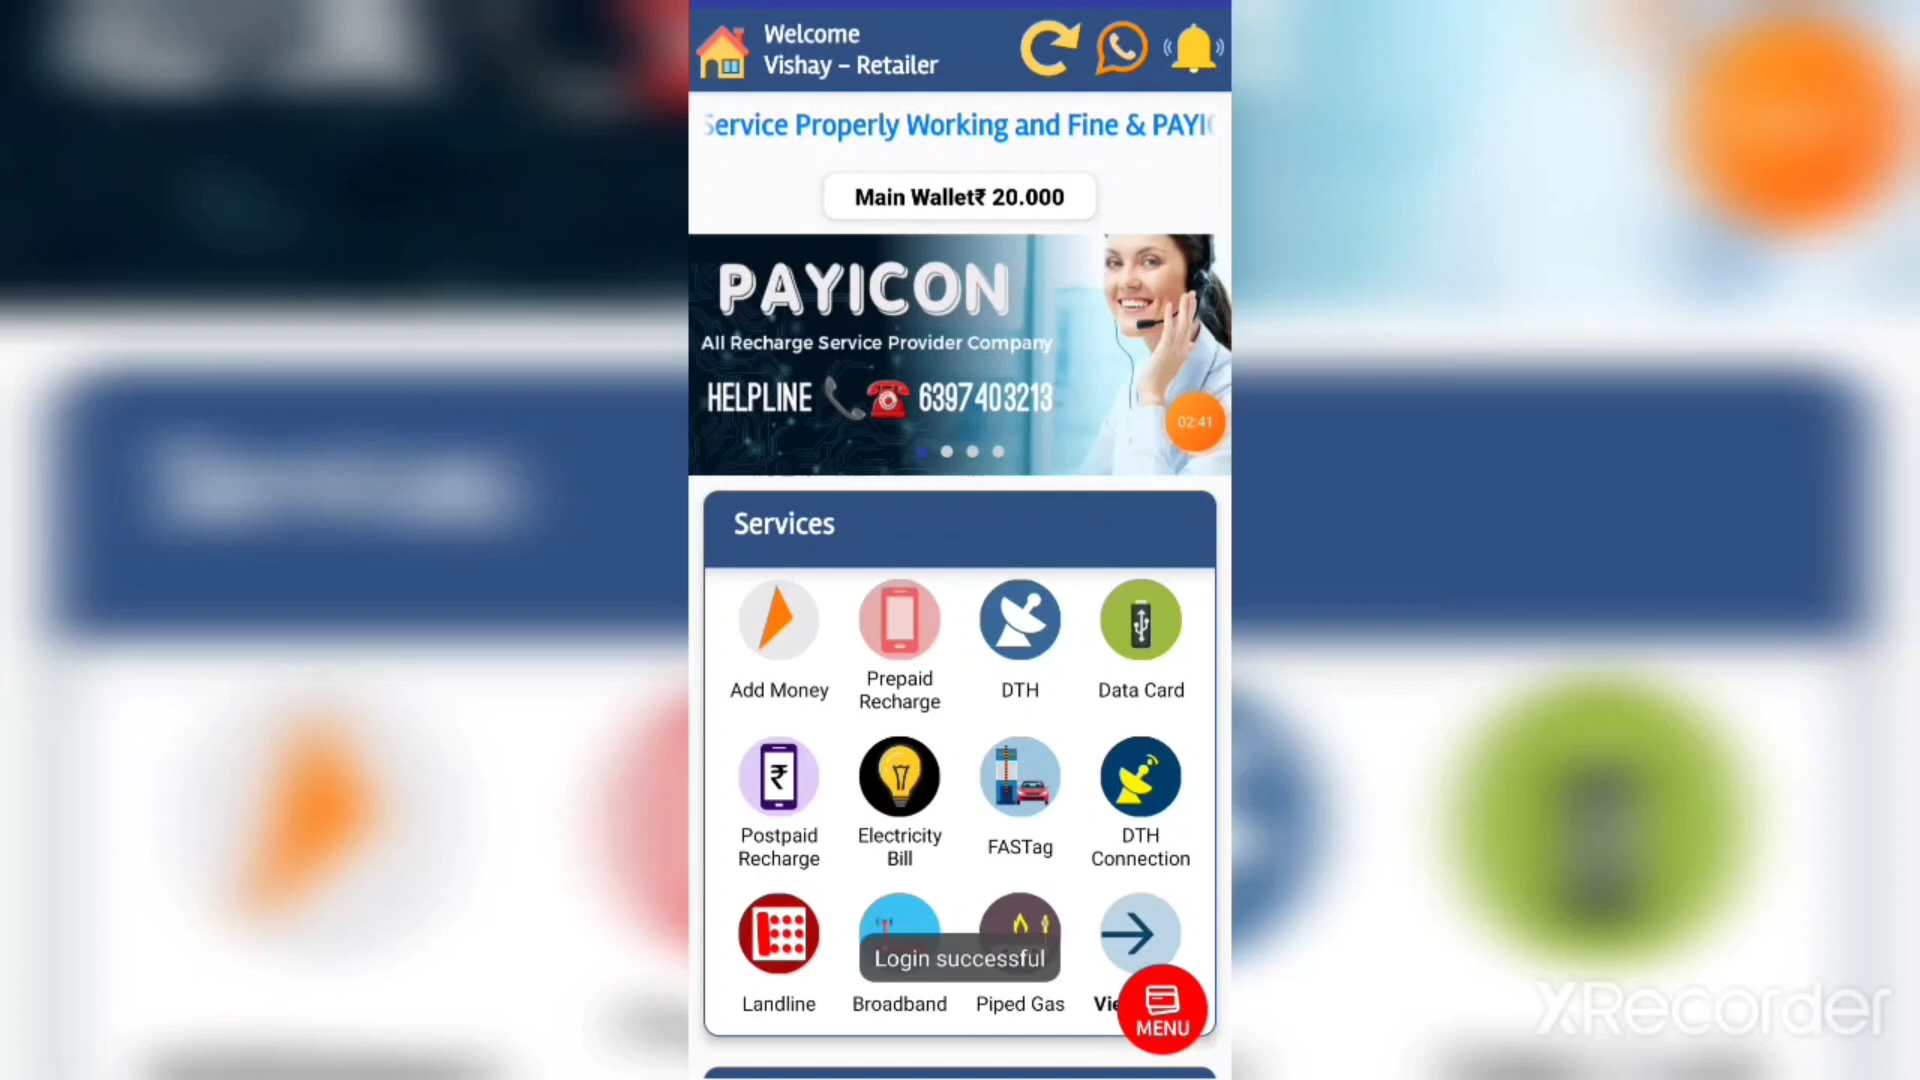 Welcome
Vishay – Retailer
Service Properly Working and Fine & PAYIC
Main Wallet₹ 20.000
PAYICON
All Recharge Service Provider Company
HELPLINE 6397403213
02:41
Services
Add Money
Prepaid
Recharge
DTH
Data Card
Postpaid
Recharge
₹
Electricity
Bill
FASTag
DTH
Connection
Login successful
Landline
Broadband
Piped Gas
MENU
XRecorder